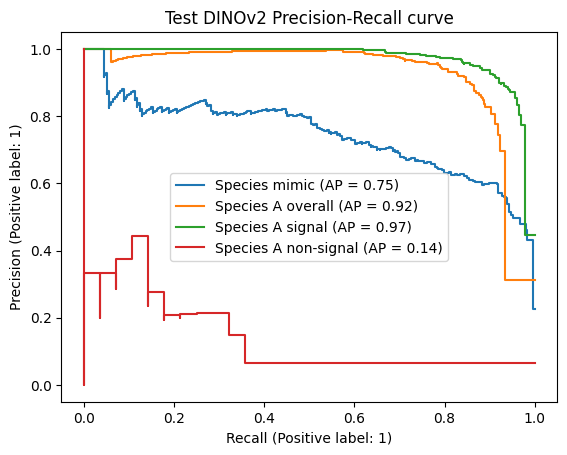 Test DINOv2 Precision-Recall curve
Precision (Positive label: 1)
1.0
0.8
0.6
0.4
0.2
0.0
Species mimic (AP = 0.75)
Species A overall (AP = 0.92)
Species A signal (AP = 0.97)
Species A non-signal (AP = 0.14)
0.0 0.2 0.4 0.6 0.8 1.0
Recall (Positive label: 1)